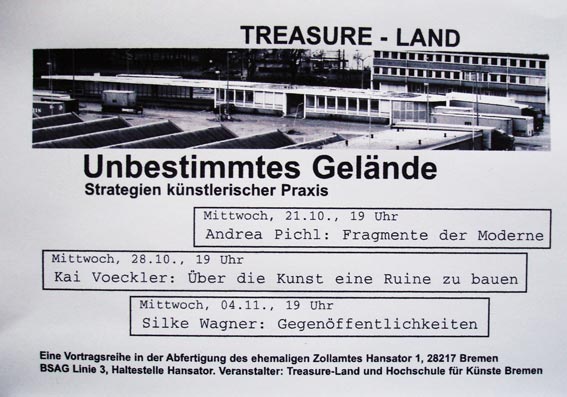 TREASURE - LAND
Unbestimmtes Gelände
Strategien künstlerischer Praxis
Mittwoch, 21.10., 19 Uhr
Andrea Pichl: Fragmente der Moderne
Mittwoch, 28.10., 19 Uhr
Kai Voeckler: Über die Kunst eine Ruine zu bauen
Mittwoch, 04.11., 19 Uhr
Silke Wagner: Gegenöffentlichkeiten
Eine Vortragsreihe in der Abfertigung des ehemaligen Zollamtes Hansator 1, 28217 Bremen
BSAG Linie 3, Haltestelle Hansator. Veranstalter: Treasure-Land und Hochschule für Künste Bremen